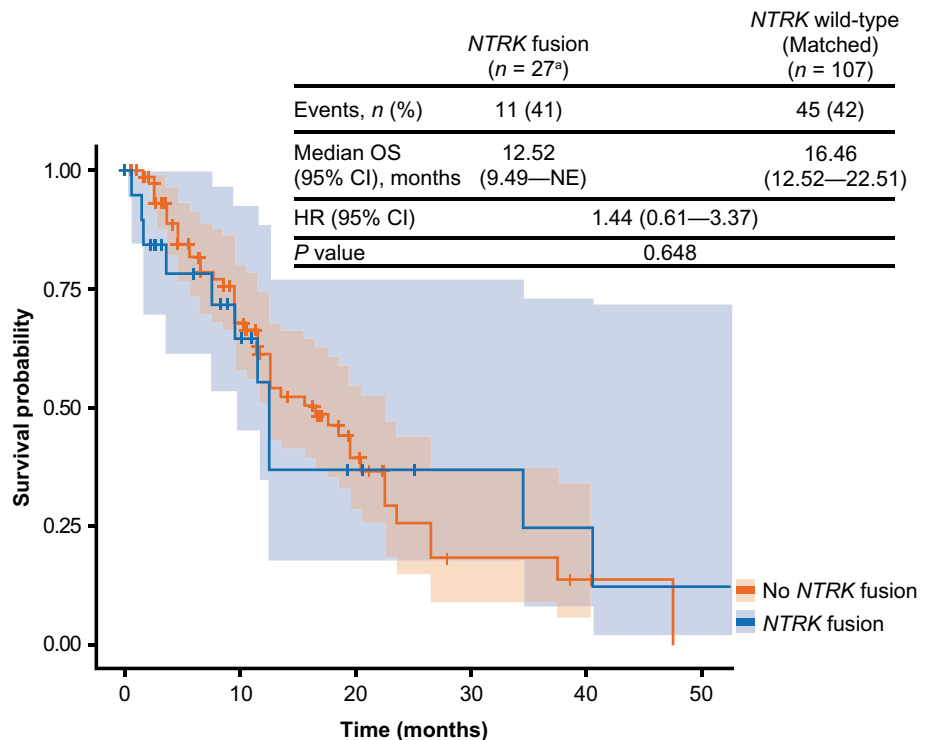 NTRK fusion
(n = 27ᵃ)
NTRK wild-type
(Matched)
(n = 107)
Events, n (%) 11 (41) 45 (42)
Median OS 12.52 16.46
(95% CI), months (9.49—NE) (12.52—22.51)
HR (95% CI) 1.44 (0.61—3.37)
P value 0.648
1.00
0.75
0.50
0.25
0.00
Survival probability
0 10 20 30 40 50
Time (months)
No NTRK fusion
NTRK fusion